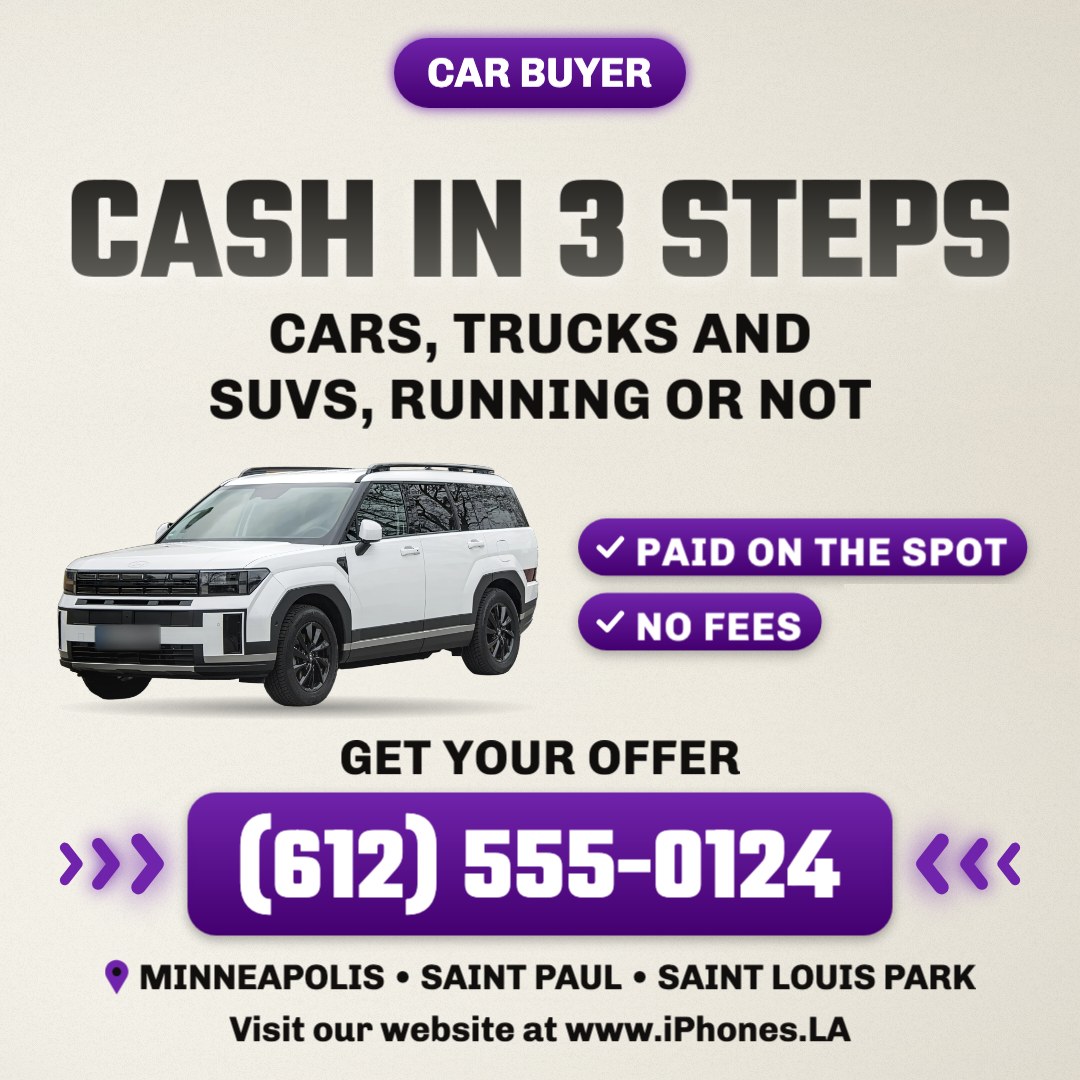 CAR BUYER
CASH IN 3 STEPS
CARS, TRUCKS AND
SUVS, RUNNING OR NOT
PAID ON THE SPOT
NO FEES
GET YOUR OFFER
(612) 555-0124
MINNEAPOLIS • SAINT PAUL • SAINT LOUIS PARK
Visit our website at www.iPhones.LA